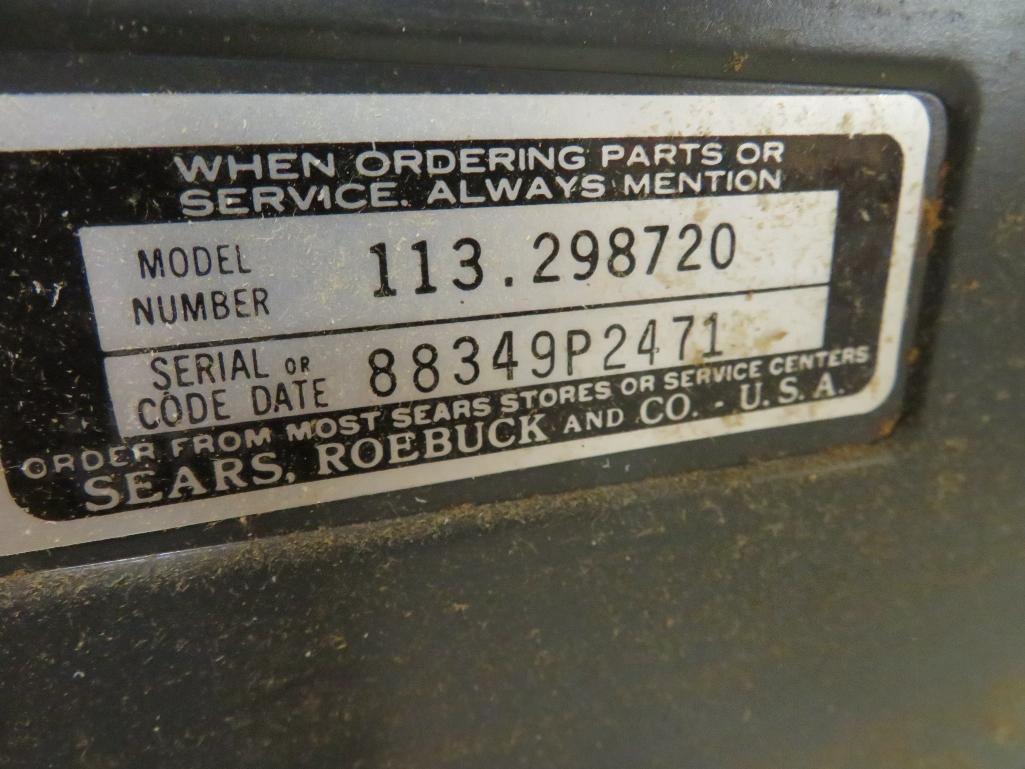 WHEN ORDERING PARTS OR
SERVICE. ALWAYS MENTION
MODEL NUMBER 113.298720
SERIAL OR CODE DATE 88349P2471
ORDER FROM MOST SEARS STORES OR SERVICE CENTERS
SEARS, ROEBUCK AND CO. - U.S.A.